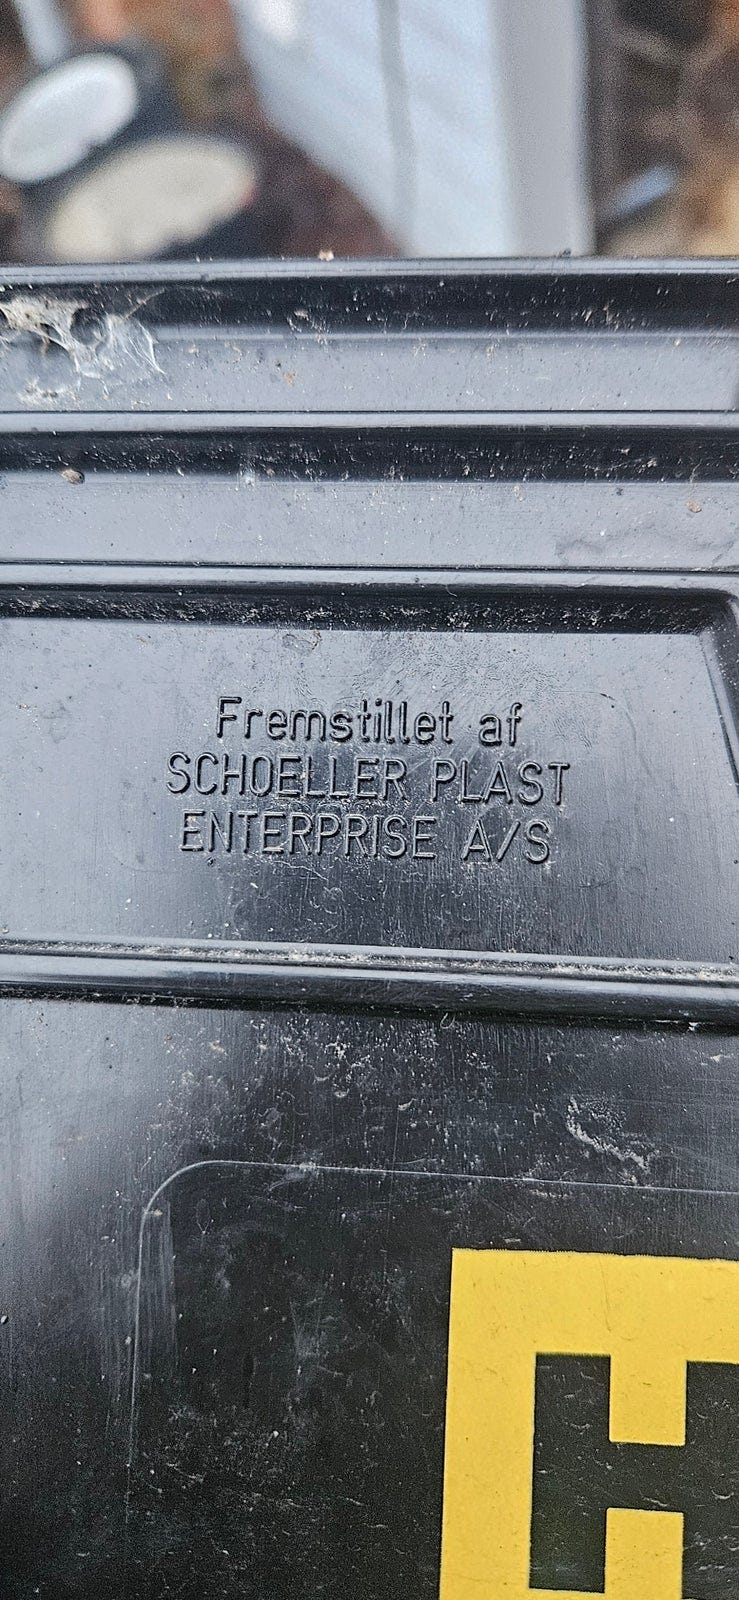 Fremstillet af
SCHOELLER PLAST
ENTERPRISE A/S
H